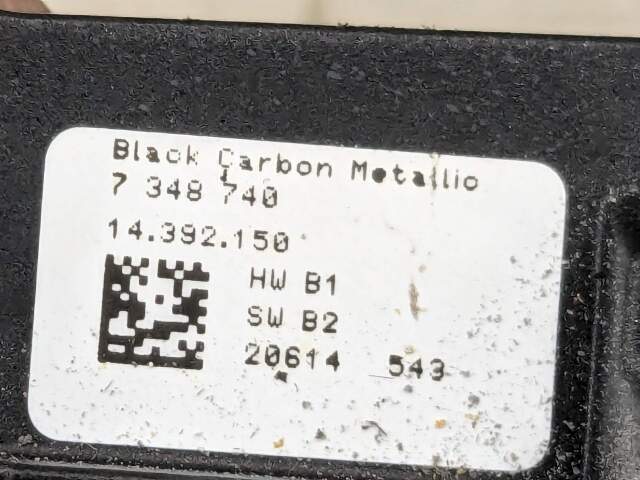 Black Carbon Metallic
7 348 740
14.392.150
HW B1
SW B2
20614 543